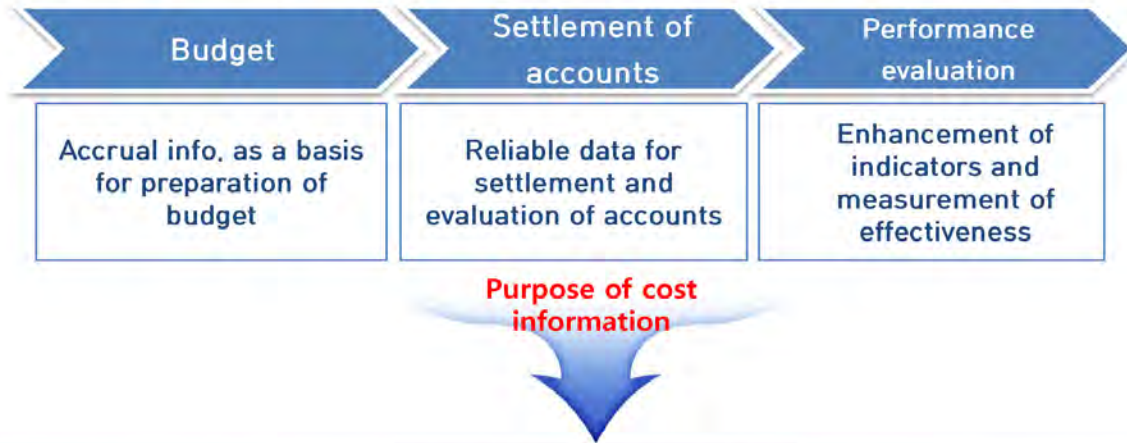 Budget
Settlement of
accounts
Performance
evaluation
Accrual info, as a basis
for preparation of
budget
Reliable data for
settlement and
evaluation of accounts
Enhancement of
indicators and
measurement of
effectiveness
Purpose of cost
information